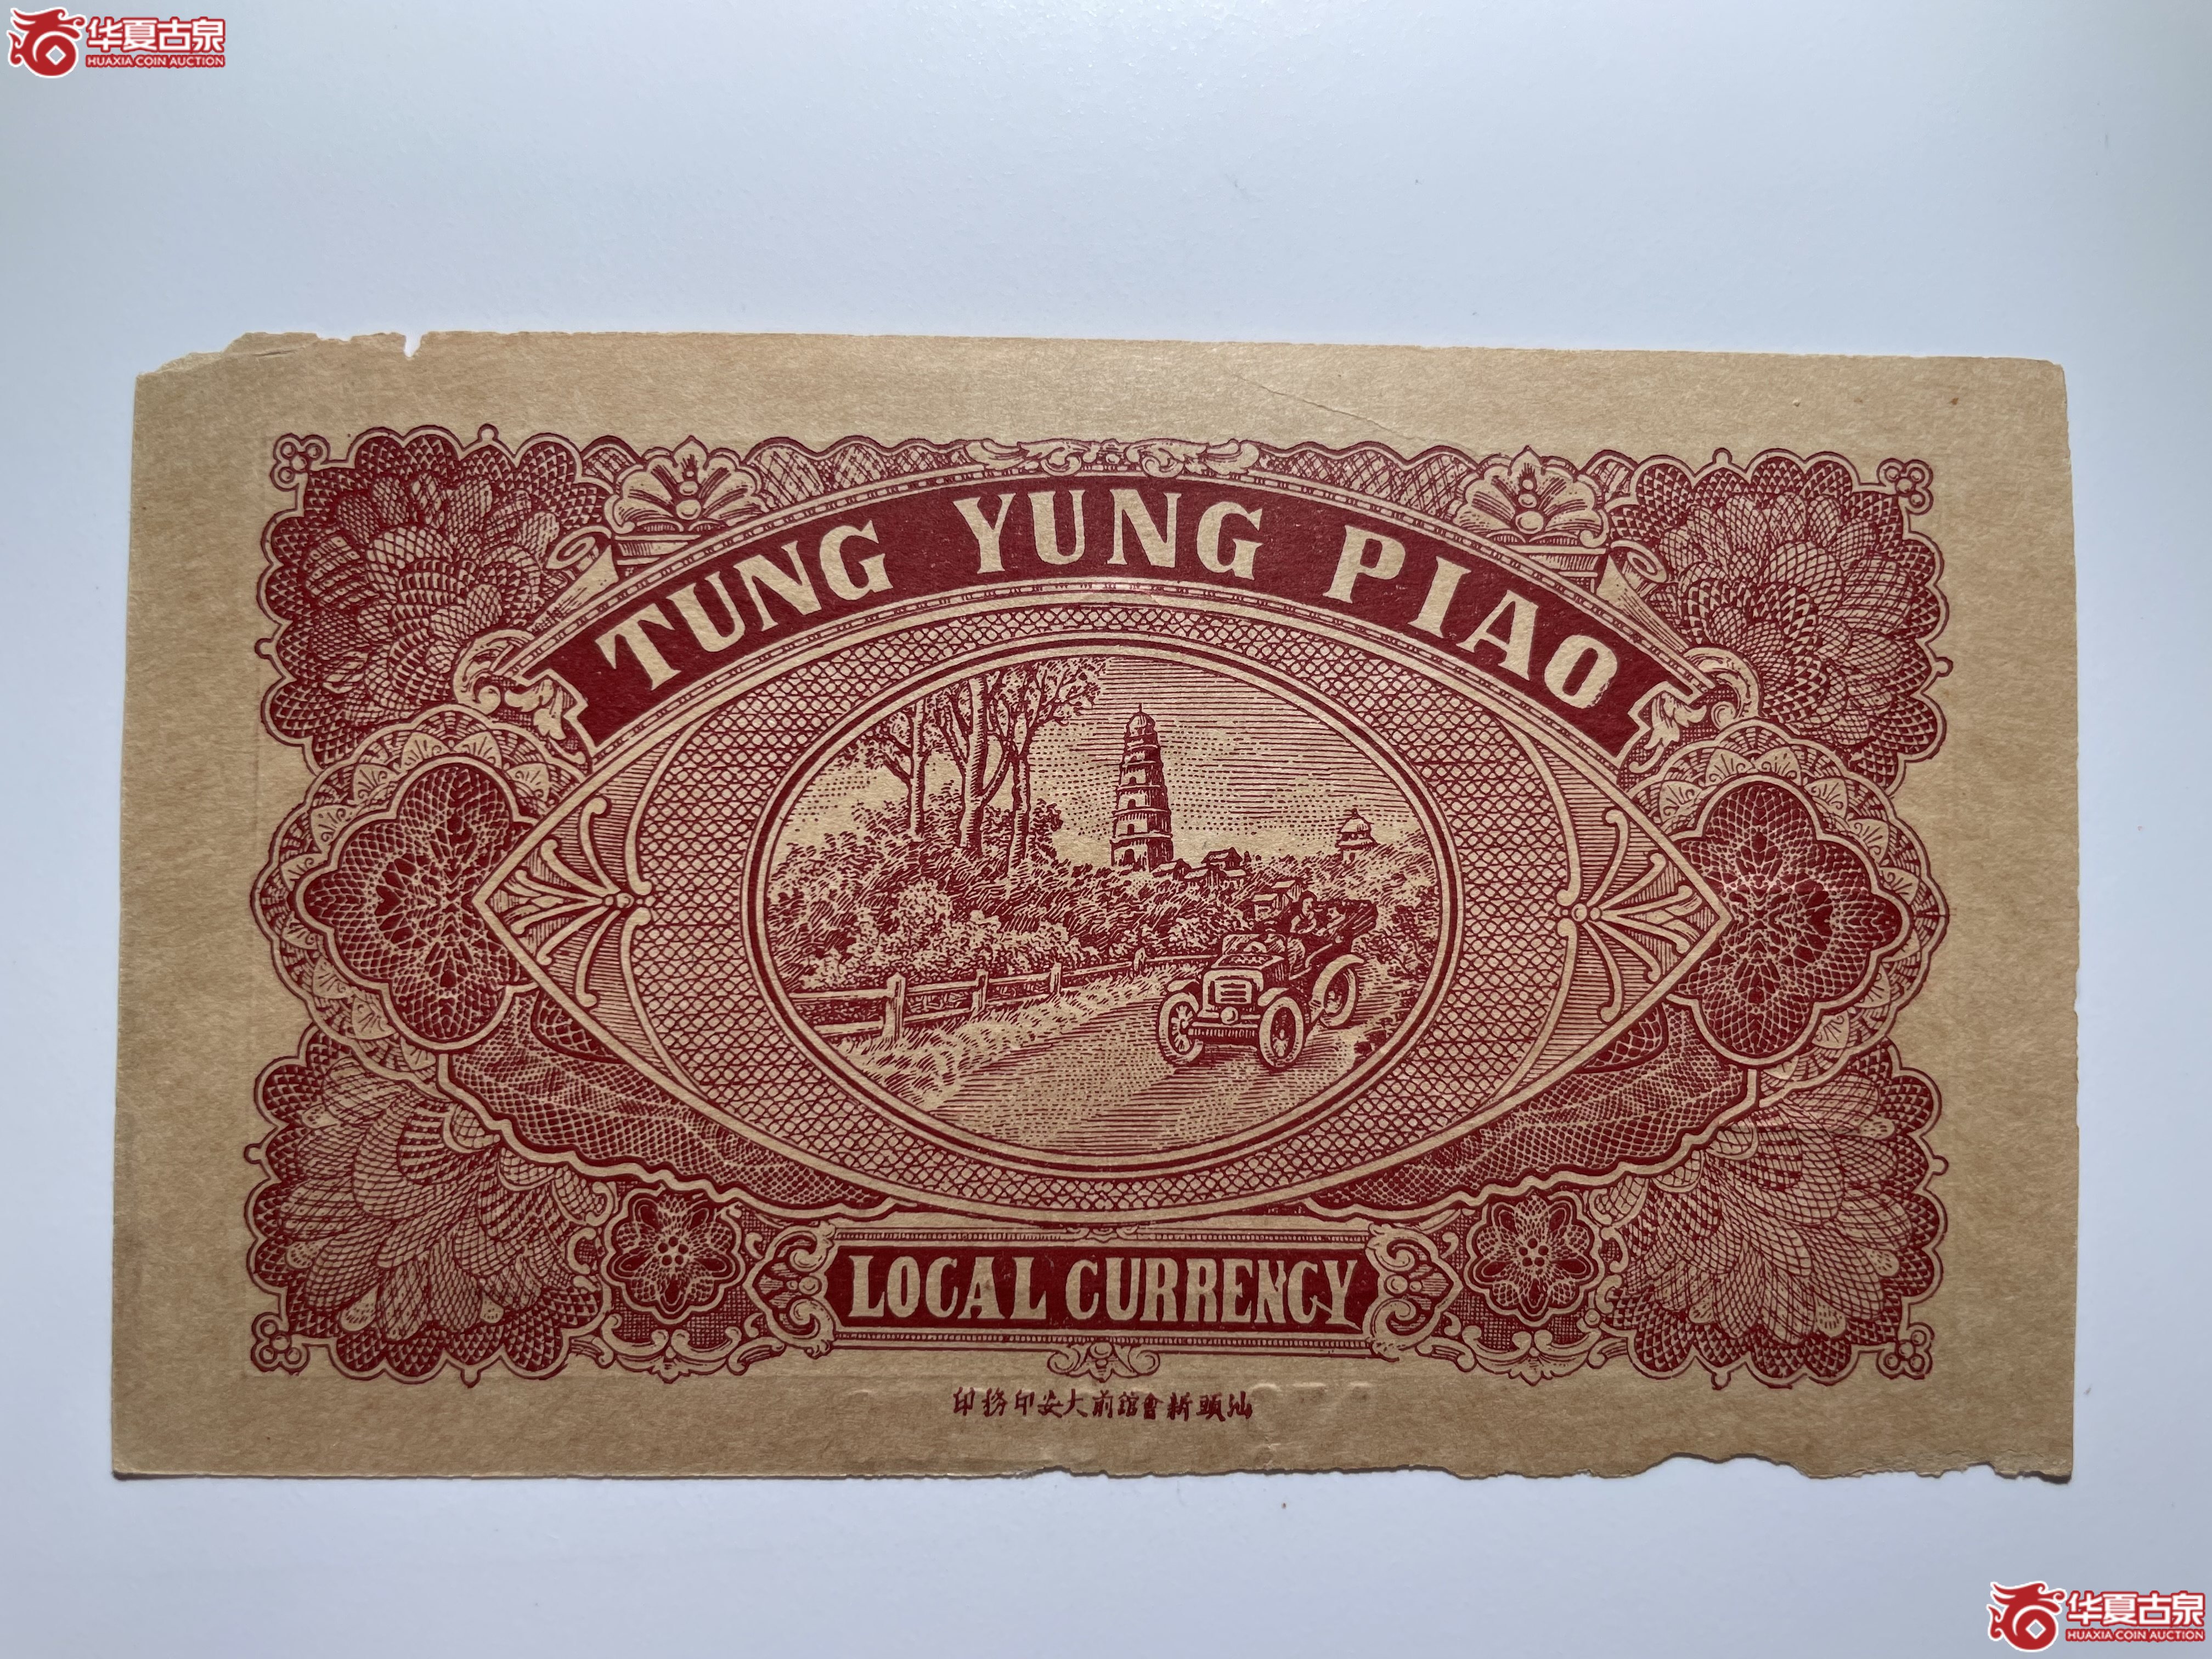 华夏古泉
HUAXIA COIN AUCTION
TUNG YUNG PIAO
LOCAL CURRENCY
印務印安大前館會新頭汕
华夏古泉
HUAXIA COIN AUCTION